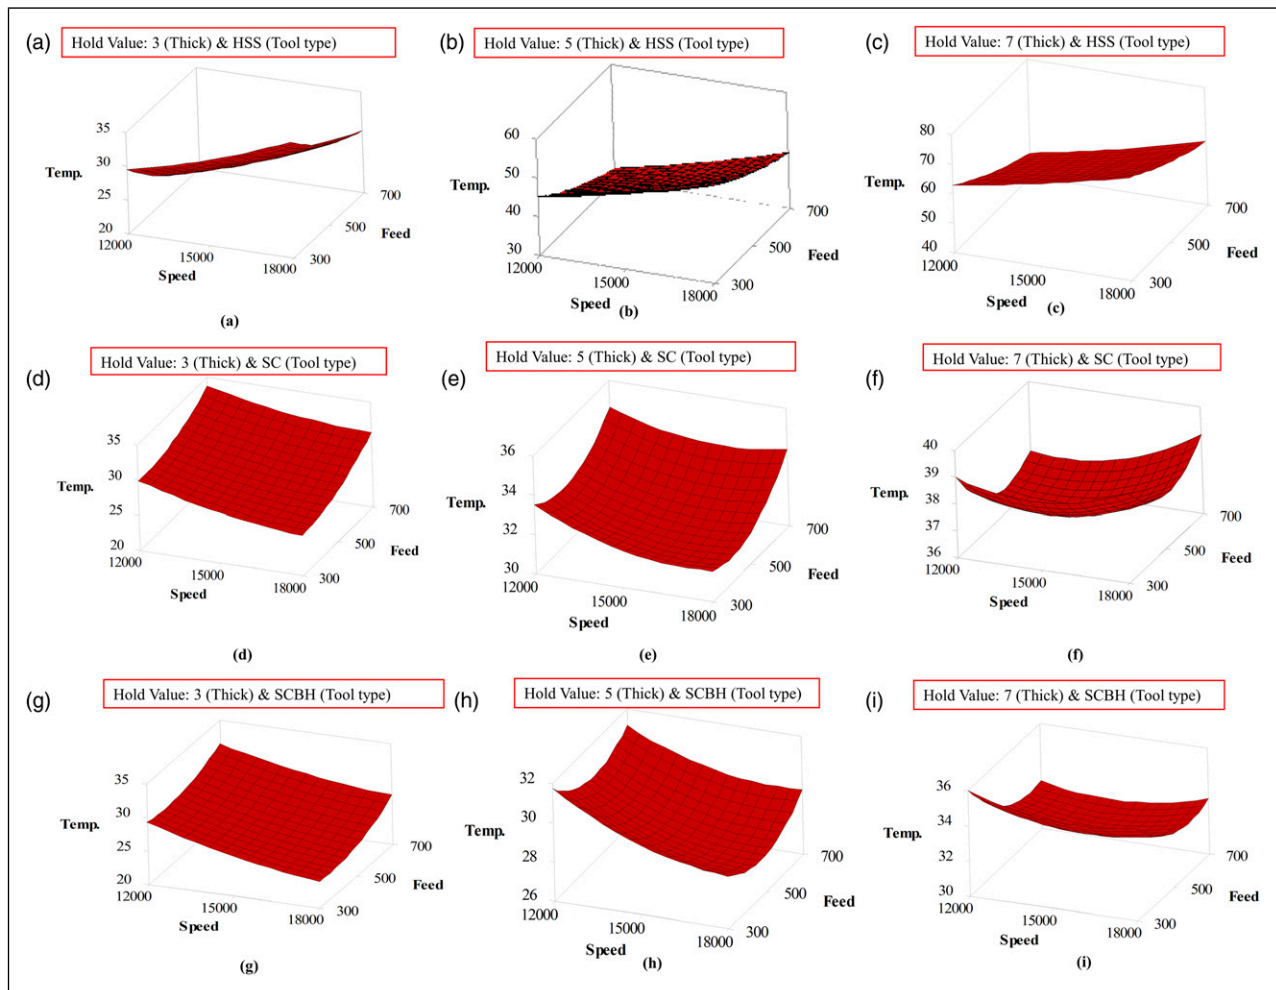 (a)
Hold Value: 3 (Thick) & HSS (Tool type)
35
30
Temp.
25
20
12000
15000
18000
Speed
300
500
700
Feed
(a)
(b)
Hold Value: 5 (Thick) & HSS (Tool type)
60
50
Temp.
40
30
12000
15000
18000
Speed
300
500
700
Feed
(b)
(c)
Hold Value: 7 (Thick) & HSS (Tool type)
80
70
Temp.
60
50
40
12000
15000
18000
Speed
300
500
700
Feed
(c)
(d)
Hold Value: 3 (Thick) & SC (Tool type)
35
30
Temp.
25
20
12000
15000
18000
Speed
300
500
700
Feed
(d)
(e)
Hold Value: 5 (Thick) & SC (Tool type)
36
34
Temp.
32
30
12000
15000
18000
Speed
300
500
700
Feed
(e)
(f)
Hold Value: 7 (Thick) & SC (Tool type)
40
39
Temp.
38
37
36
12000
15000
18000
Speed
300
500
700
Feed
(f)
(g)
Hold Value: 3 (Thick) & SCBH (Tool type)
35
30
Temp.
25
20
12000
15000
18000
Speed
300
500
700
Feed
(g)
(h)
Hold Value: 5 (Thick) & SCBH (Tool type)
32
30
Temp.
28
26
12000
15000
18000
Speed
300
500
700
Feed
(h)
(i)
Hold Value: 7 (Thick) & SCBH (Tool type)
36
34
Temp.
32
30
12000
15000
18000
Speed
300
500
700
Feed
(i)